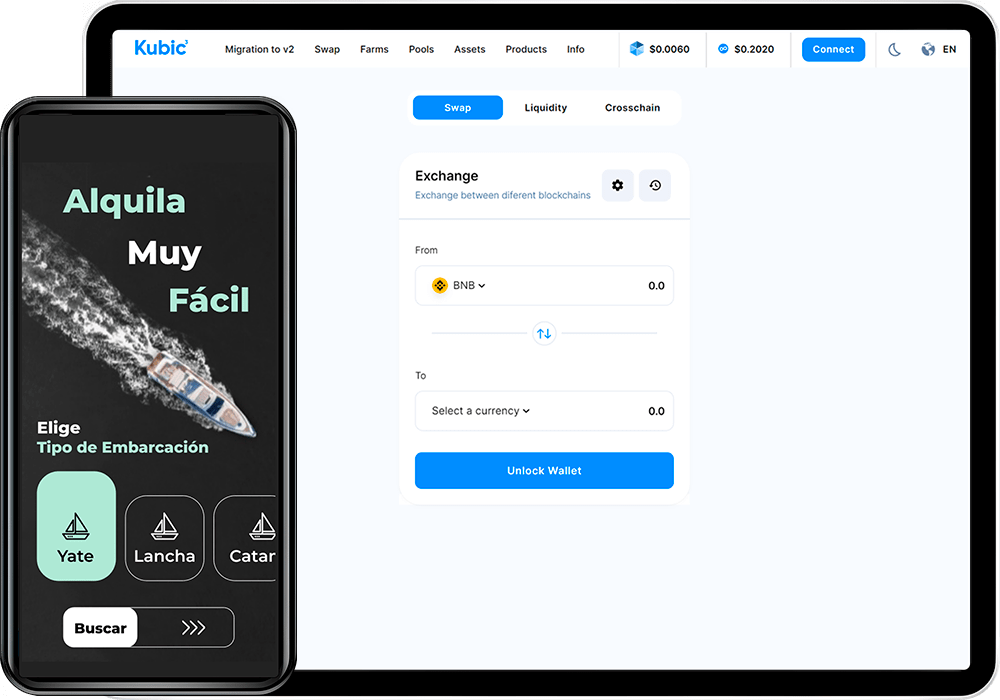 Kubic³
Migration to v2 Swap Farms Pools Assets Products Info $0.0060 $0.2020 Connect EN
Swap Liquidity Crosschain
Exchange
Exchange between diferent blockchains
From
BNB 0.0
To
Select a currency 0.0
Unlock Wallet
Alquila
Muy
Fácil
Elige
Tipo de Embarcación
Yate Lancha Catar
Buscar